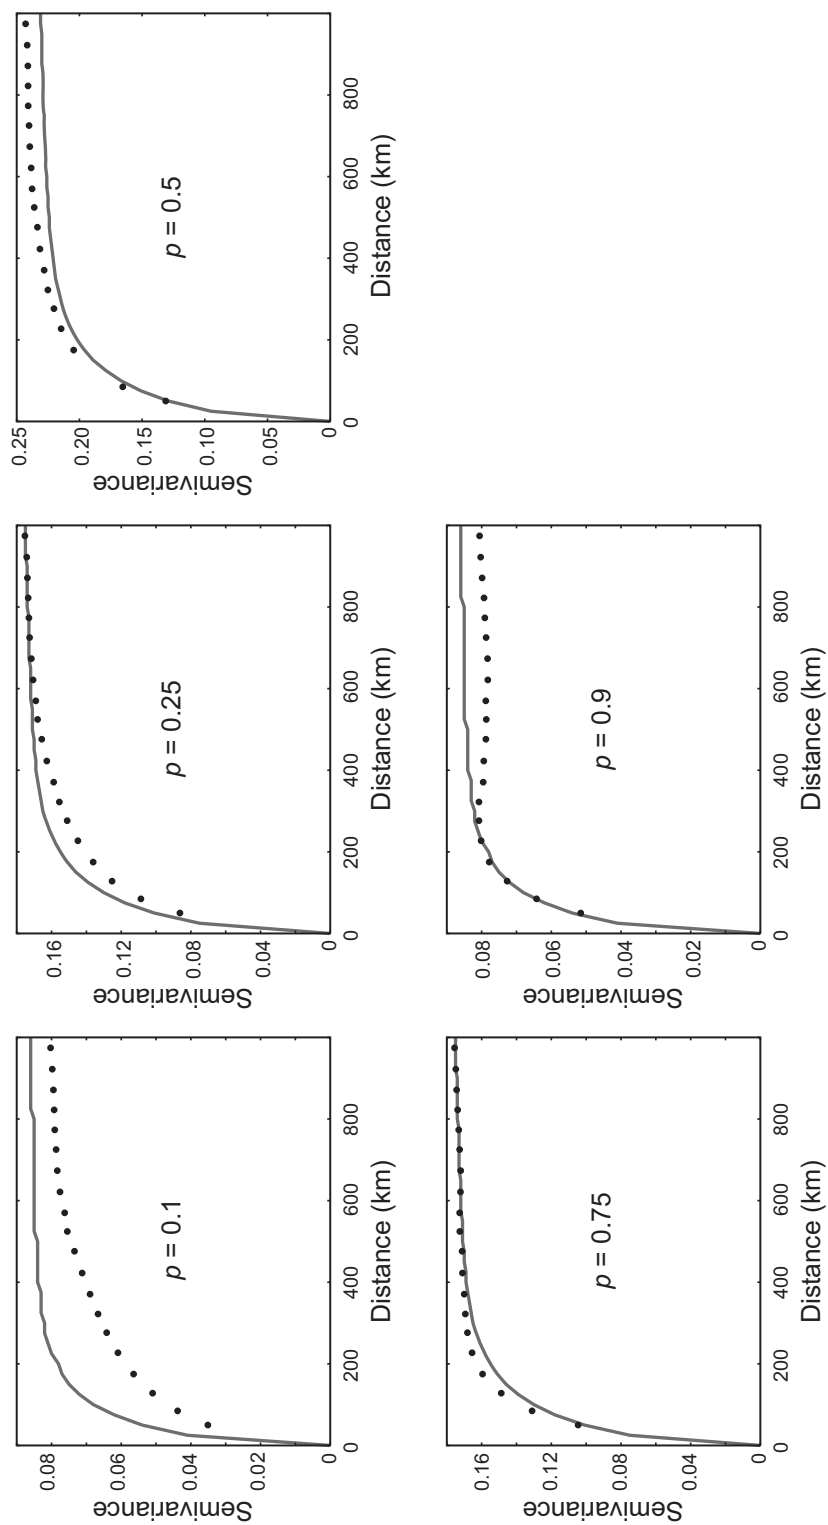 Semivariance
0.08
0.06
0.04
0.02
0
p = 0.1
0 200 400 600 800
Distance (km)
Semivariance
0.16
0.12
0.08
0.04
0
p = 0.25
0 200 400 600 800
Distance (km)
Semivariance
0.25
0.20
0.15
0.10
0.05
0
p = 0.5
0 200 400 600 800
Distance (km)
Semivariance
0.16
0.12
0.08
0.04
0
p = 0.75
0 200 400 600 800
Distance (km)
Semivariance
0.08
0.06
0.04
0.02
0
p = 0.9
0 200 400 600 800
Distance (km)